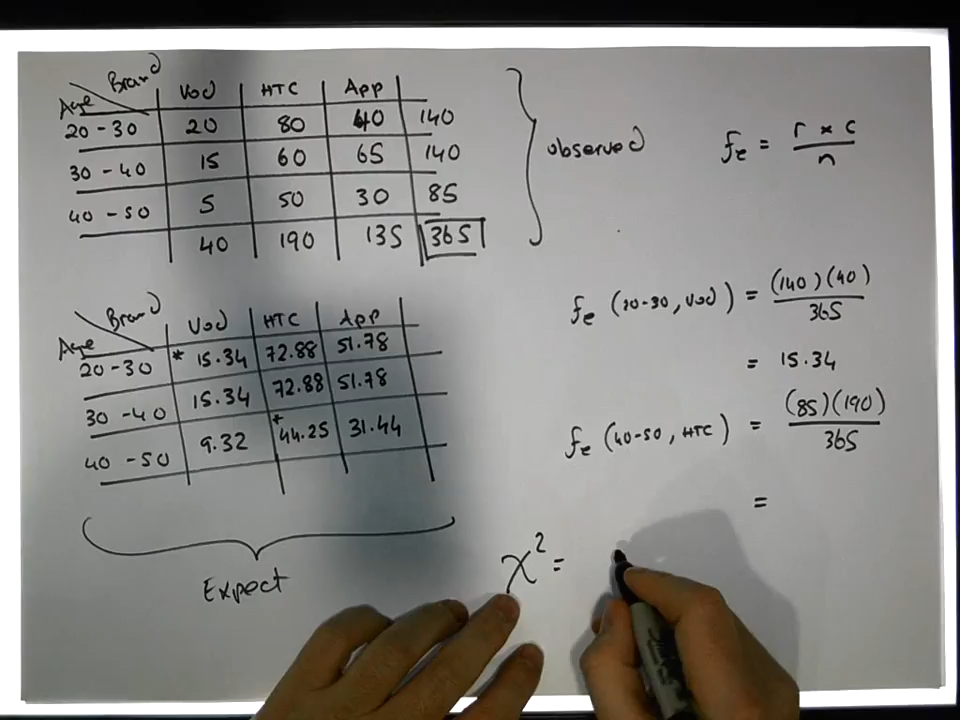 Age Brand Vod HTC App
20-30 20 80 40 140
30-40 15 60 65 140
40-50 5 50 30 85
40 190 135 365
observed
fe = r × c / n
Age Brand Vod HTC App
20-30 * 15.34 72.88 51.78
30-40 15.34 72.88 51.78
40-50 9.32 *44.25 31.44
Expect
fe (20-30, Vod) = (140)(40) / 365
= 15.34
fe (40-50, HTC) = (85)(190) / 365
=
χ² =